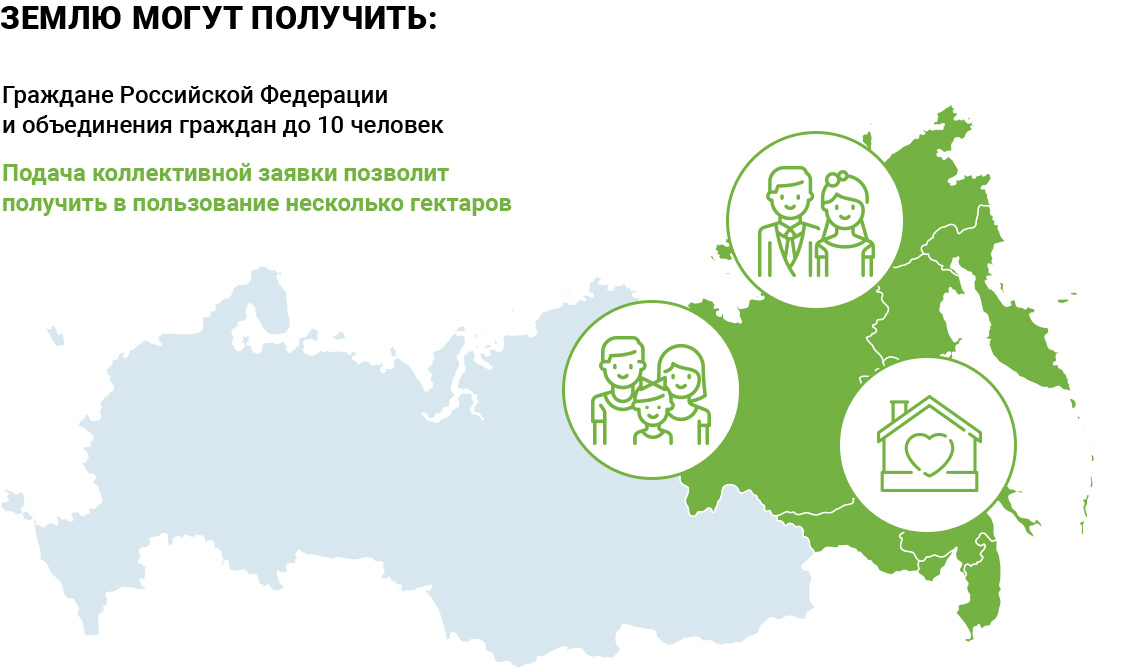 ЗЕМЛЮ МОГУТ ПОЛУЧИТЬ:
Граждане Российской Федерации
и объединения граждан до 10 человек
Подача коллективной заявки позволит
получить в пользование несколько гектаров